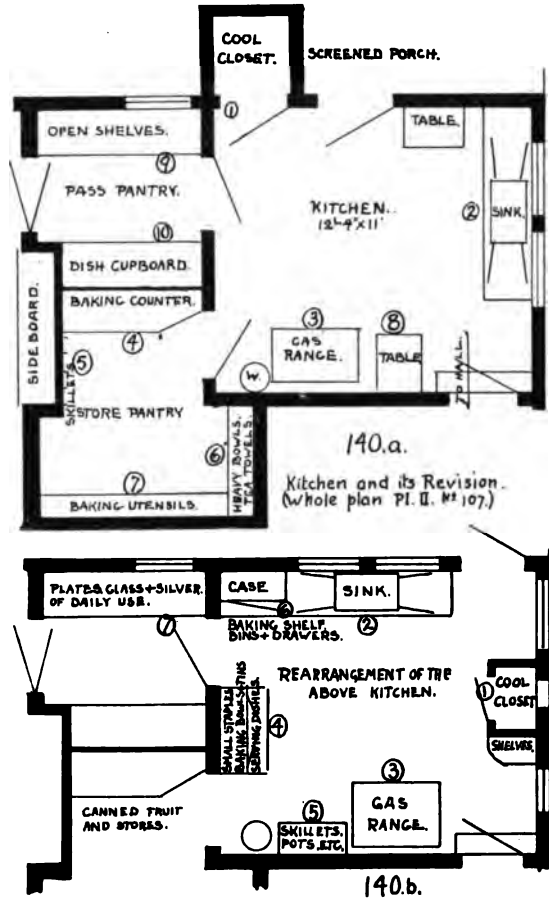 COOL
CLOSET.
SCREENED PORCH.
①
OPEN SHELVES.
TABLE.
⑨
PASS PANTRY.
②
SINK.
KITCHEN.
12'-4"X11'
⑩
DISH CUPBOARD.
SIDEBOARD.
BAKING COUNTER.
④
③
GAS
RANGE.
⑧
TABLE
TO HALL.
⑤
SKILLETS.
W.
STORE PANTRY
⑥
HEAVY BOWLS.
TEA TOWELS.
⑦
BAKING UTENSILS.
140.a.
Kitchen and its Revision.
(Whole plan Pl. II. Nº 107.)
PLATES, GLASS + SILVER.
OF DAILY USE.
CASE
SINK.
⑥
②
⑦
BAKING SHELF.
BINS + DRAWERS.
REARRANGEMENT OF THE
ABOVE KITCHEN.
①
COOL
CLOSET
SHELVES.
SMALL STAPLES
BAKING BOWLS + TINS
SERVING DISHES.
④
③
GAS
RANGE.
CANNED FRUIT
AND STORES.
⑤
SKILLETS.
POTS. ETC.
140.b.